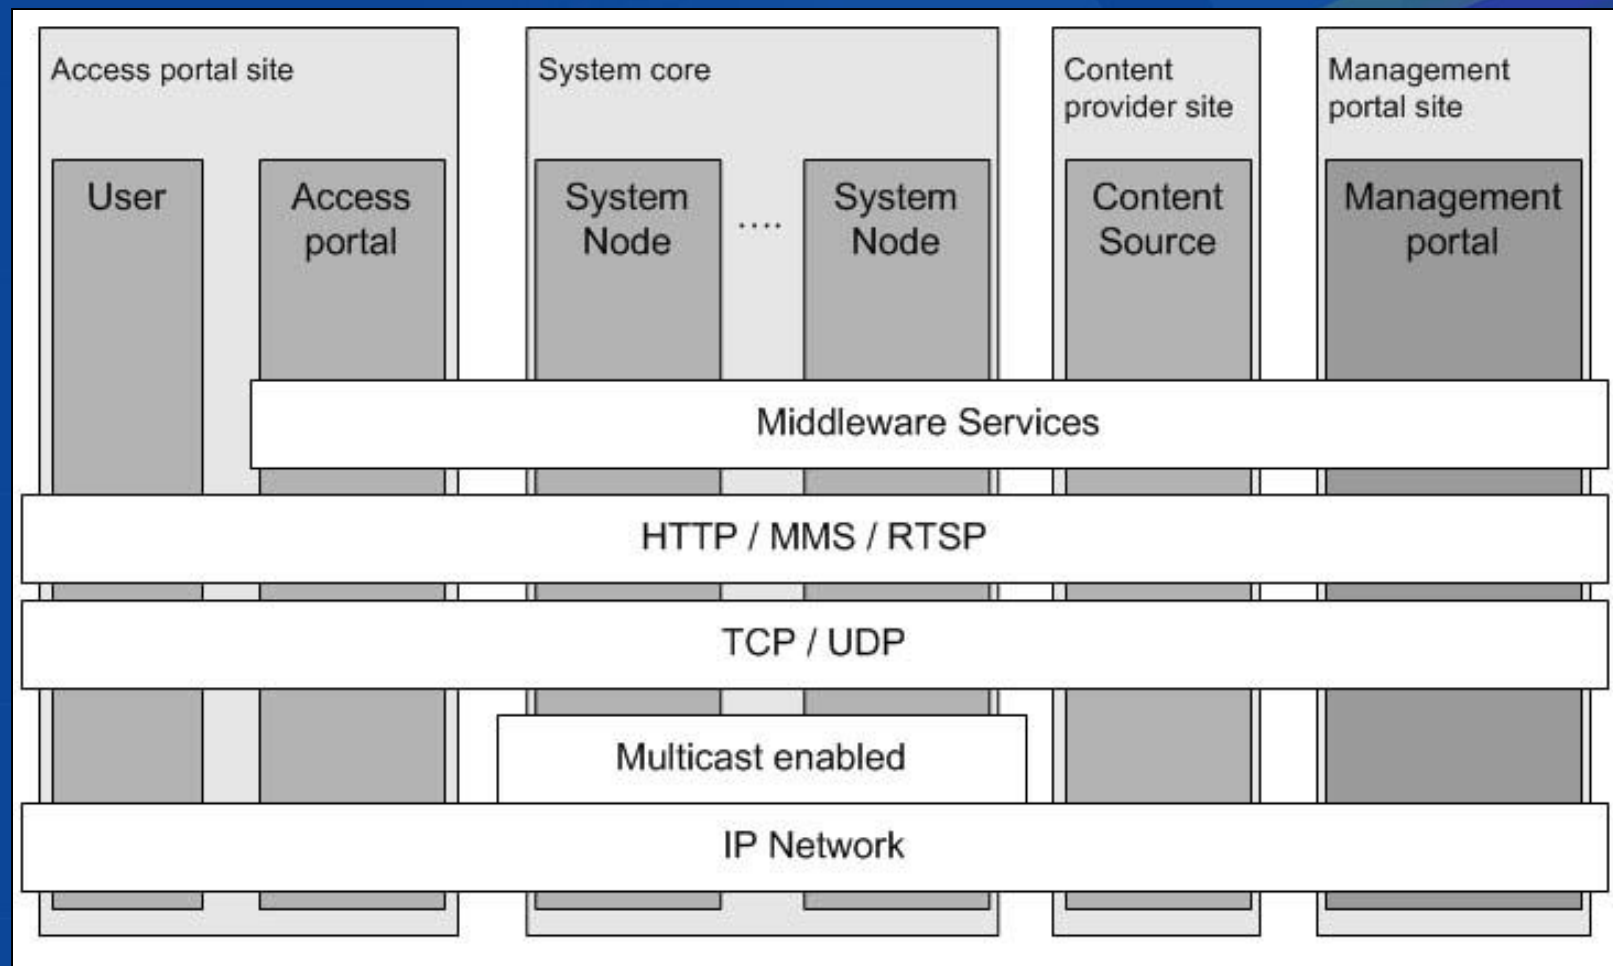 Access portal site
System core
Content
provider site
Management
portal site
User
Access
portal
System
Node
....
System
Node
Content
Source
Management
portal
Middleware Services
HTTP / MMS / RTSP
TCP / UDP
Multicast enabled
IP Network